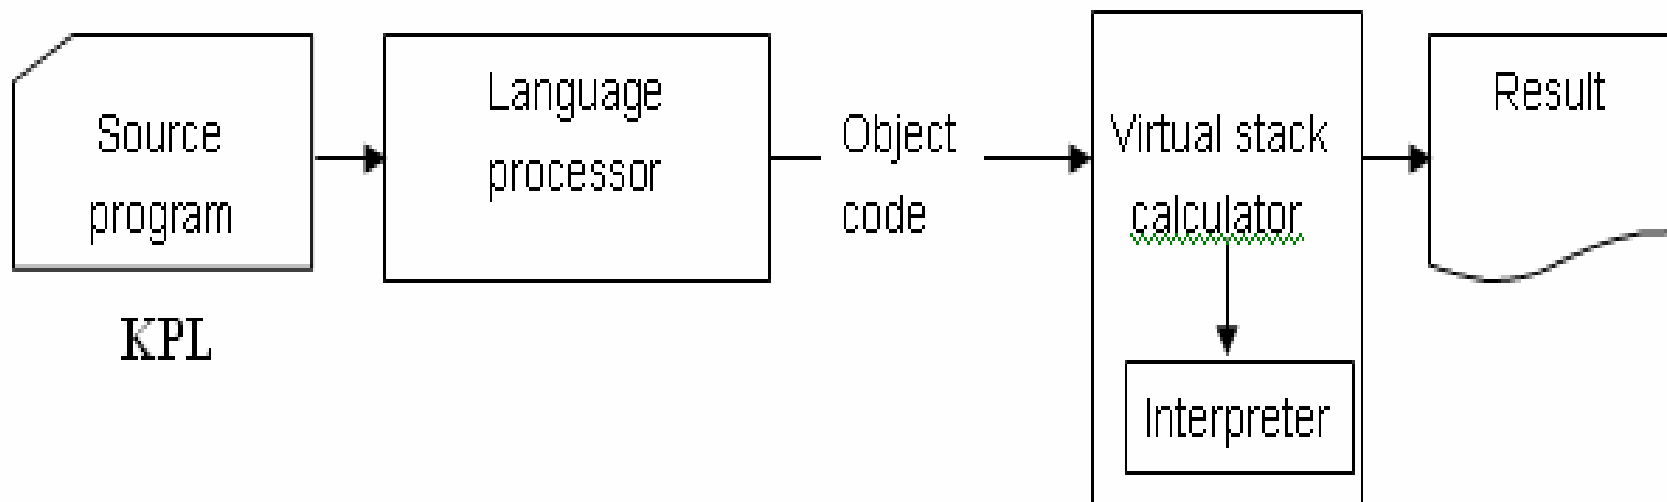 Source
program
KPL
Language
processor
Object
code
Virtual stack
calculator
Interpreter
Result